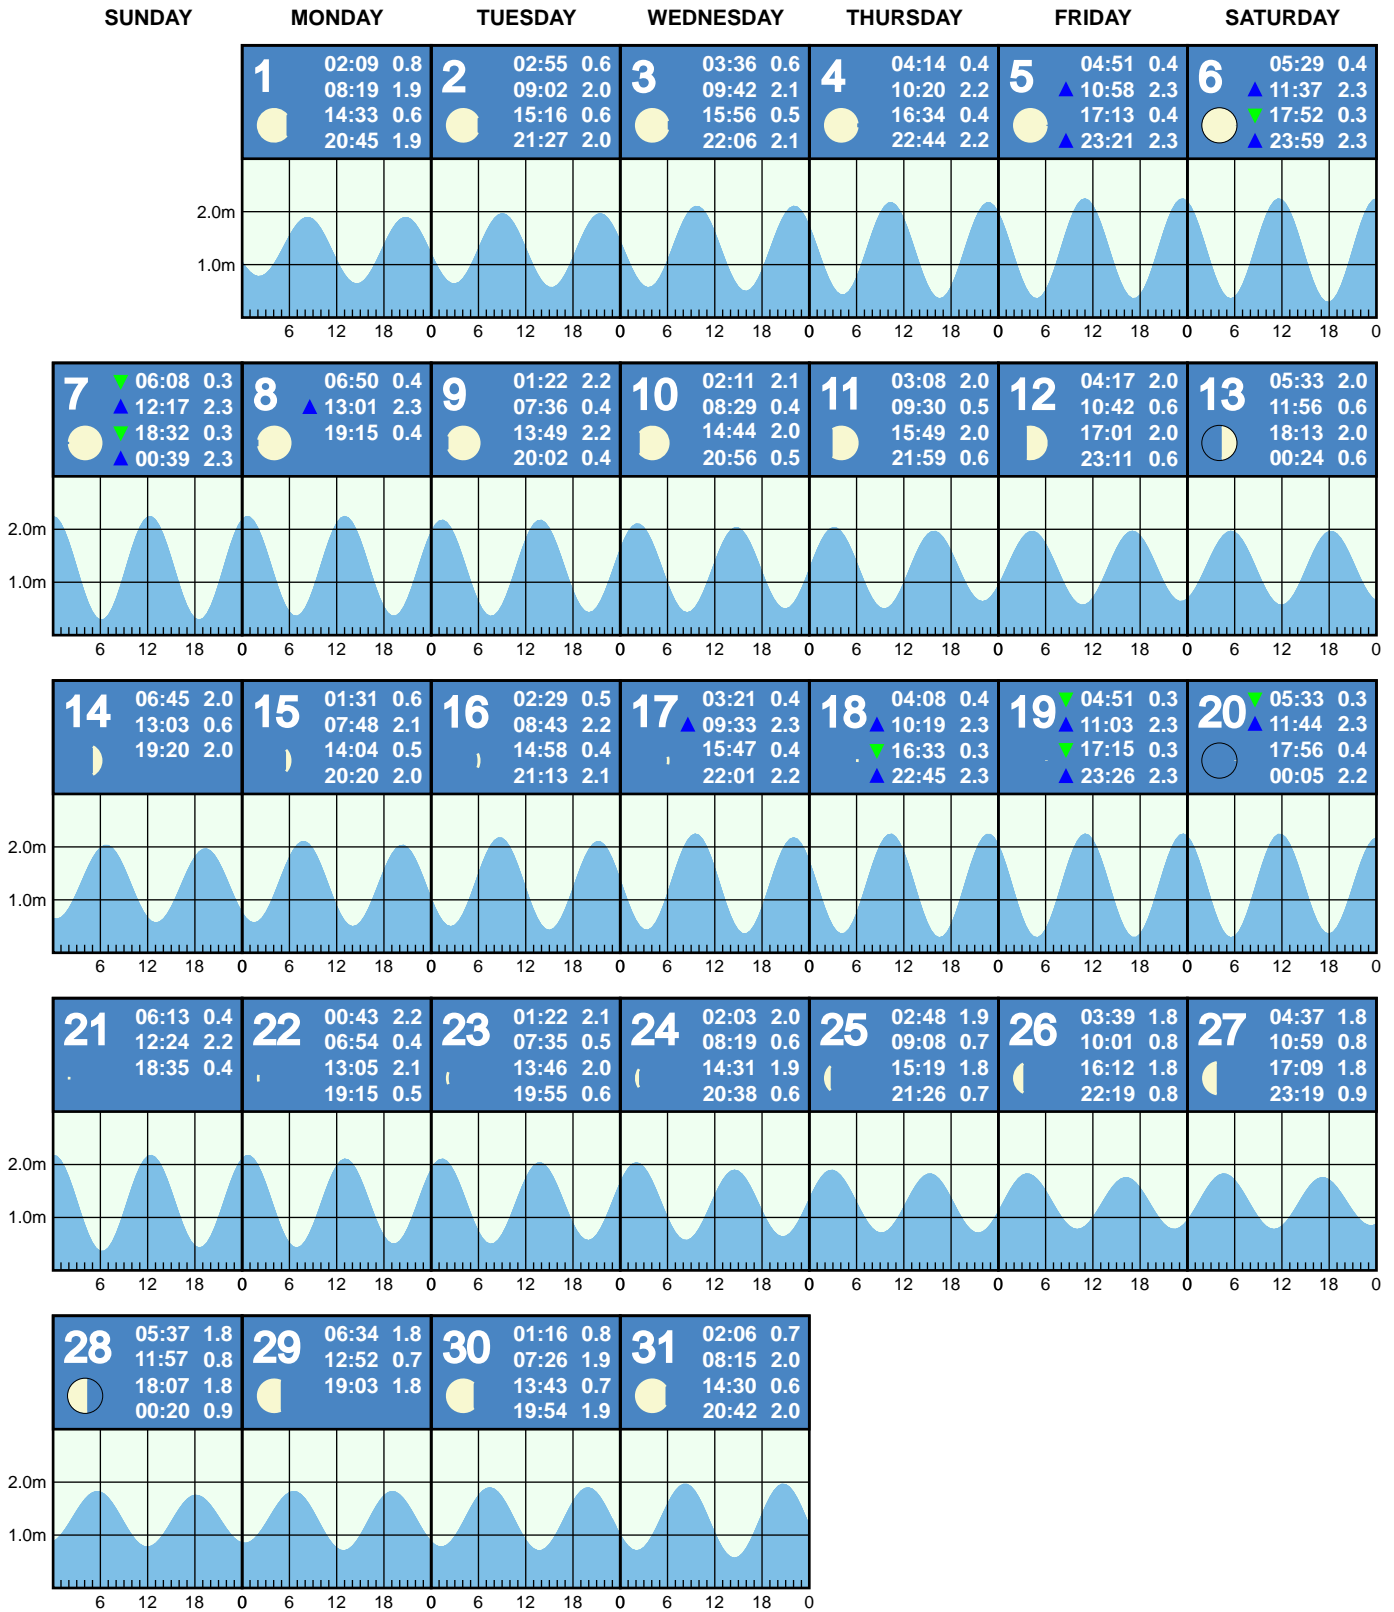 SUNDAY MONDAY TUESDAY WEDNESDAY THURSDAY FRIDAY SATURDAY
1 02:09 0.8
08:19 1.9
14:33 0.6
20:45 1.9
2 02:55 0.6
09:02 2.0
15:16 0.6
21:27 2.0
3 03:36 0.6
09:42 2.1
15:56 0.5
22:06 2.1
4 04:14 0.4
10:20 2.2
16:34 0.4
22:44 2.2
5 04:51 0.4
10:58 2.3
17:13 0.4
23:21 2.3
6 05:29 0.4
11:37 2.3
17:52 0.3
23:59 2.3
2.0m
1.0m
6 12 18 0 6 12 18 0 6 12 18 0 6 12 18 0 6 12 18 0 6 12 18 0
7 06:08 0.3
12:17 2.3
18:32 0.3
00:39 2.3
8 06:50 0.4
13:01 2.3
19:15 0.4
9 01:22 2.2
07:36 0.4
13:49 2.2
20:02 0.4
10 02:11 2.1
08:29 0.4
14:44 2.0
20:56 0.5
11 03:08 2.0
09:30 0.5
15:49 2.0
21:59 0.6
12 04:17 2.0
10:42 0.6
17:01 2.0
23:11 0.6
13 05:33 2.0
11:56 0.6
18:13 2.0
00:24 0.6
2.0m
1.0m
6 12 18 0 6 12 18 0 6 12 18 0 6 12 18 0 6 12 18 0 6 12 18 0 6 12 18 0
14 06:45 2.0
13:03 0.6
19:20 2.0
15 01:31 0.6
07:48 2.1
14:04 0.5
20:20 2.0
16 02:29 0.5
08:43 2.2
14:58 0.4
21:13 2.1
17 03:21 0.4
09:33 2.3
15:47 0.4
22:01 2.2
18 04:08 0.4
10:19 2.3
16:33 0.3
22:45 2.3
19 04:51 0.3
11:03 2.3
17:15 0.3
23:26 2.3
20 05:33 0.3
11:44 2.3
17:56 0.4
00:05 2.2
2.0m
1.0m
6 12 18 0 6 12 18 0 6 12 18 0 6 12 18 0 6 12 18 0 6 12 18 0 6 12 18 0
21 06:13 0.4
12:24 2.2
18:35 0.4
22 00:43 2.2
06:54 0.4
13:05 2.1
19:15 0.5
23 01:22 2.1
07:35 0.5
13:46 2.0
19:55 0.6
24 02:03 2.0
08:19 0.6
14:31 1.9
20:38 0.6
25 02:48 1.9
09:08 0.7
15:19 1.8
21:26 0.7
26 03:39 1.8
10:01 0.8
16:12 1.8
22:19 0.8
27 04:37 1.8
10:59 0.8
17:09 1.8
23:19 0.9
2.0m
1.0m
6 12 18 0 6 12 18 0 6 12 18 0 6 12 18 0 6 12 18 0 6 12 18 0 6 12 18 0
28 05:37 1.8
11:57 0.8
18:07 1.8
00:20 0.9
29 06:34 1.8
12:52 0.7
19:03 1.8
30 01:16 0.8
07:26 1.9
13:43 0.7
19:54 1.9
31 02:06 0.7
08:15 2.0
14:30 0.6
20:42 2.0
2.0m
1.0m
6 12 18 0 6 12 18 0 6 12 18 0 6 12 18 0